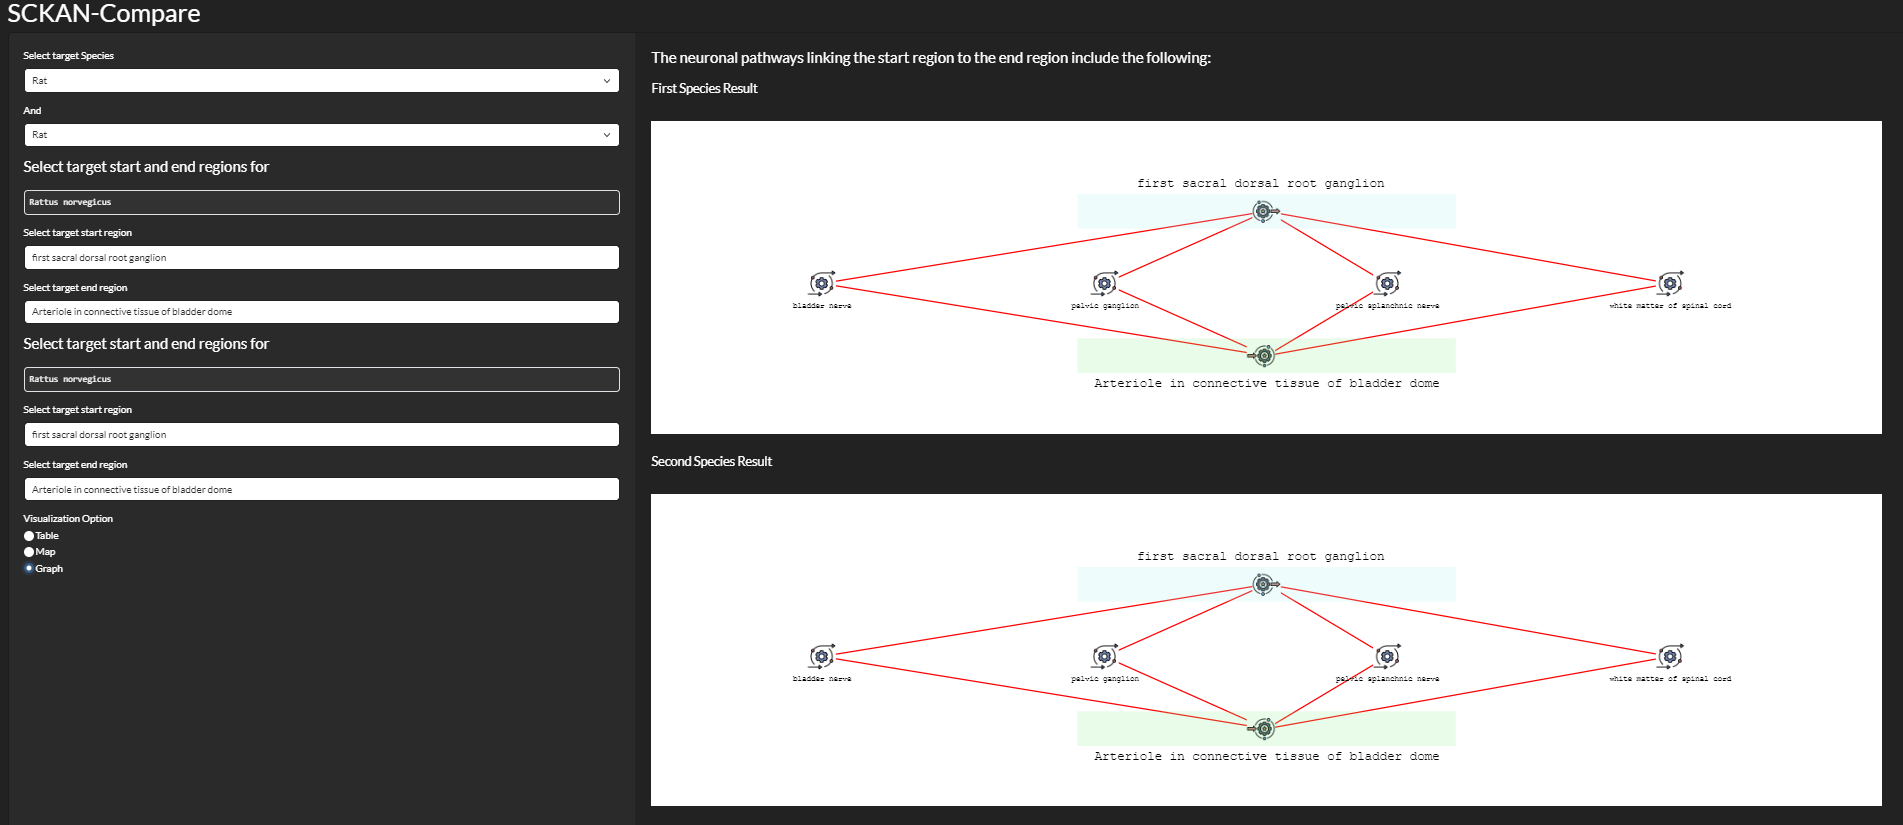 SCKAN-Compare
Select target Species
Rat
And
Rat
Select target start and end regions for
Rattus norvegicus
Select target start region
first sacral dorsal root ganglion
Select target end region
Arteriole in connective tissue of bladder dome
Select target start and end regions for
Rattus norvegicus
Select target start region
first sacral dorsal root ganglion
Select target end region
Arteriole in connective tissue of bladder dome
Visualization Option
Table
Map
Graph
The neuronal pathways linking the start region to the end region include the following:
First Species Result
first sacral dorsal root ganglion
bladder nerve
pelvic ganglion
pelvic splanchnic nerve
white matter of spinal cord
Arteriole in connective tissue of bladder dome
Second Species Result
first sacral dorsal root ganglion
bladder nerve
pelvic ganglion
pelvic splanchnic nerve
white matter of spinal cord
Arteriole in connective tissue of bladder dome